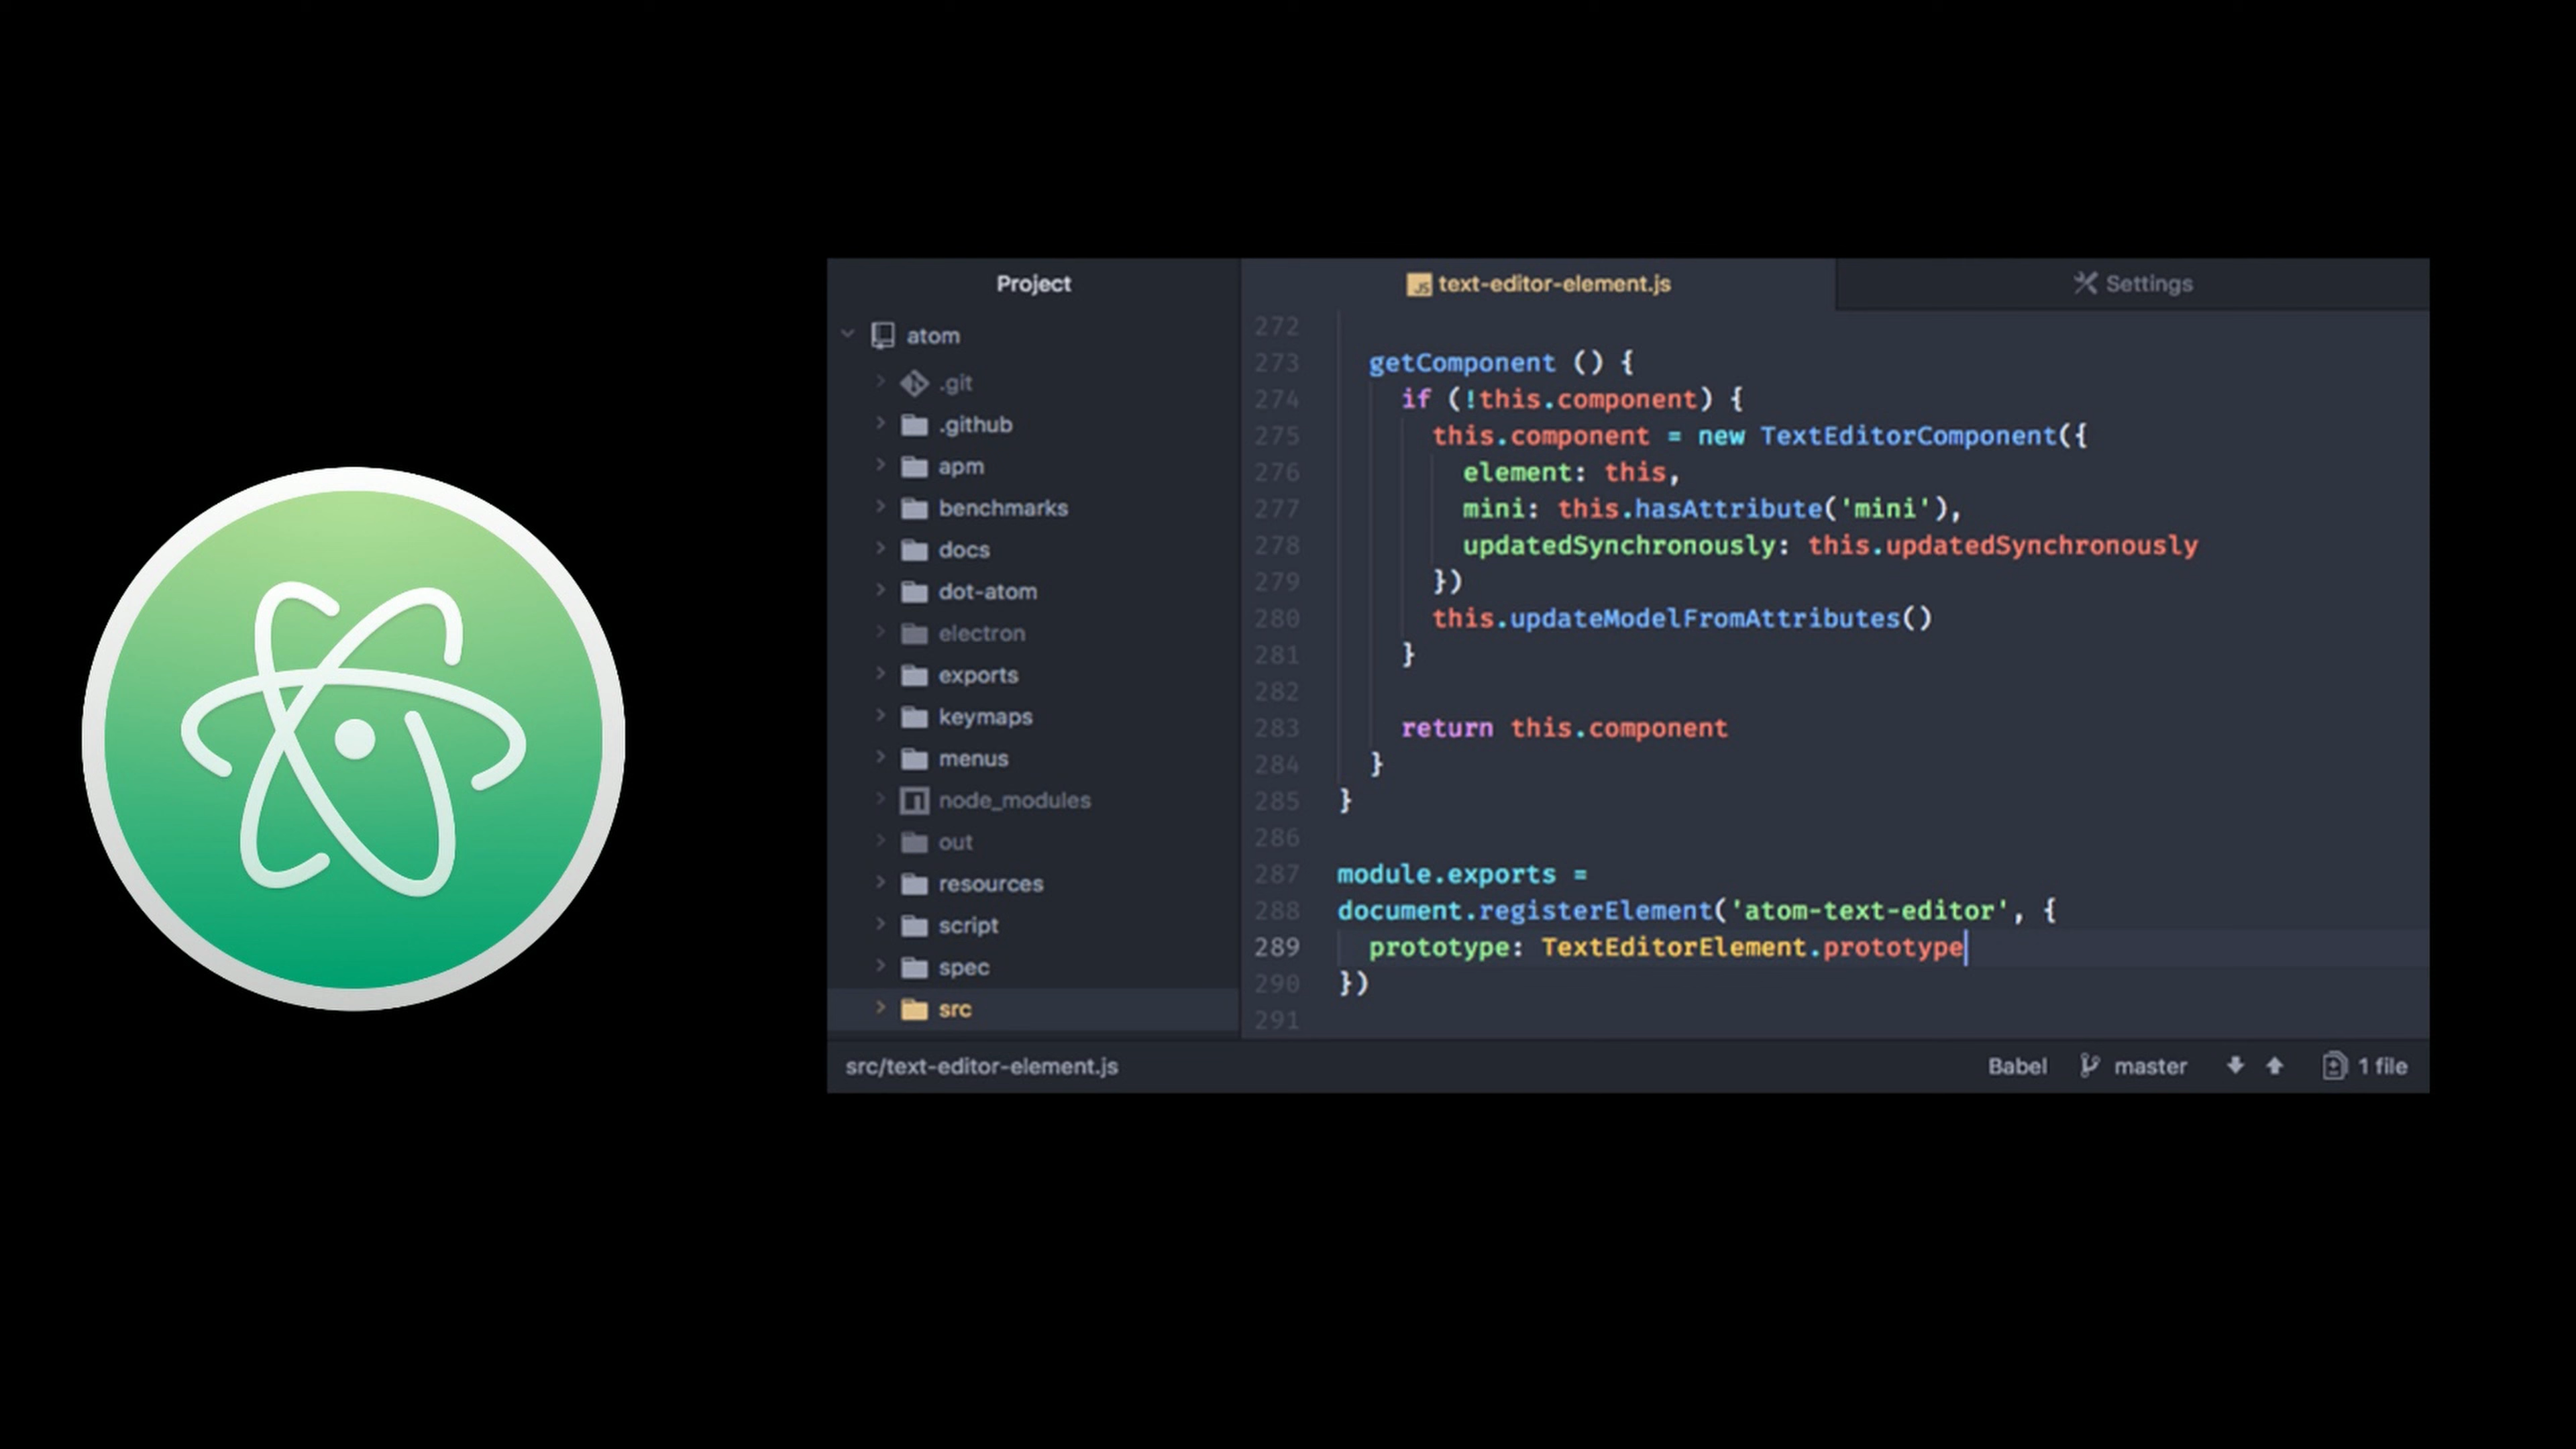 Project
atom
.git
.github
apm
benchmarks
docs
dot-atom
electron
exports
keymaps
menus
node_modules
out
resources
script
spec
src
JS text-editor-element.js
Settings
272
273 getComponent () {
274 if (!this.component) {
275 this.component = new TextEditorComponent({
276 element: this,
277 mini: this.hasAttribute('mini'),
278 updatedSynchronously: this.updatedSynchronously
279 })
280 this.updateModelFromAttributes()
281 }
282
283 return this.component
284 }
285 }
286
287 module.exports =
288 document.registerElement('atom-text-editor', {
289 prototype: TextEditorElement.prototype
290 })
291
src/text-editor-element.js
Babel master 1 file